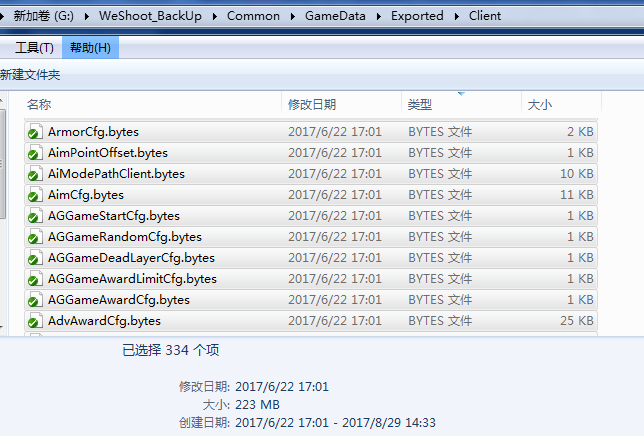 新加卷 (G:) WeShoot_BackUp Common GameData Exported Client
工具(T) 帮助(H)
新建文件夹
名称 修改日期 类型 大小
ArmorCfg.bytes 2017/6/22 17:01 BYTES 文件 2 KB
AimPointOffset.bytes 2017/6/22 17:01 BYTES 文件 1 KB
AiModePathClient.bytes 2017/6/22 17:01 BYTES 文件 10 KB
AimCfg.bytes 2017/6/22 17:01 BYTES 文件 11 KB
AGGameStartCfg.bytes 2017/6/22 17:01 BYTES 文件 1 KB
AGGameRandomCfg.bytes 2017/6/22 17:01 BYTES 文件 1 KB
AGGameDeadLayerCfg.bytes 2017/6/22 17:01 BYTES 文件 1 KB
AGGameAwardLimitCfg.bytes 2017/6/22 17:01 BYTES 文件 1 KB
AGGameAwardCfg.bytes 2017/6/22 17:01 BYTES 文件 1 KB
AdvAwardCfg.bytes 2017/6/22 17:01 BYTES 文件 25 KB
已选择 334 个项
修改日期: 2017/6/22 17:01
大小: 223 MB
创建日期: 2017/6/22 17:01 - 2017/8/29 14:33